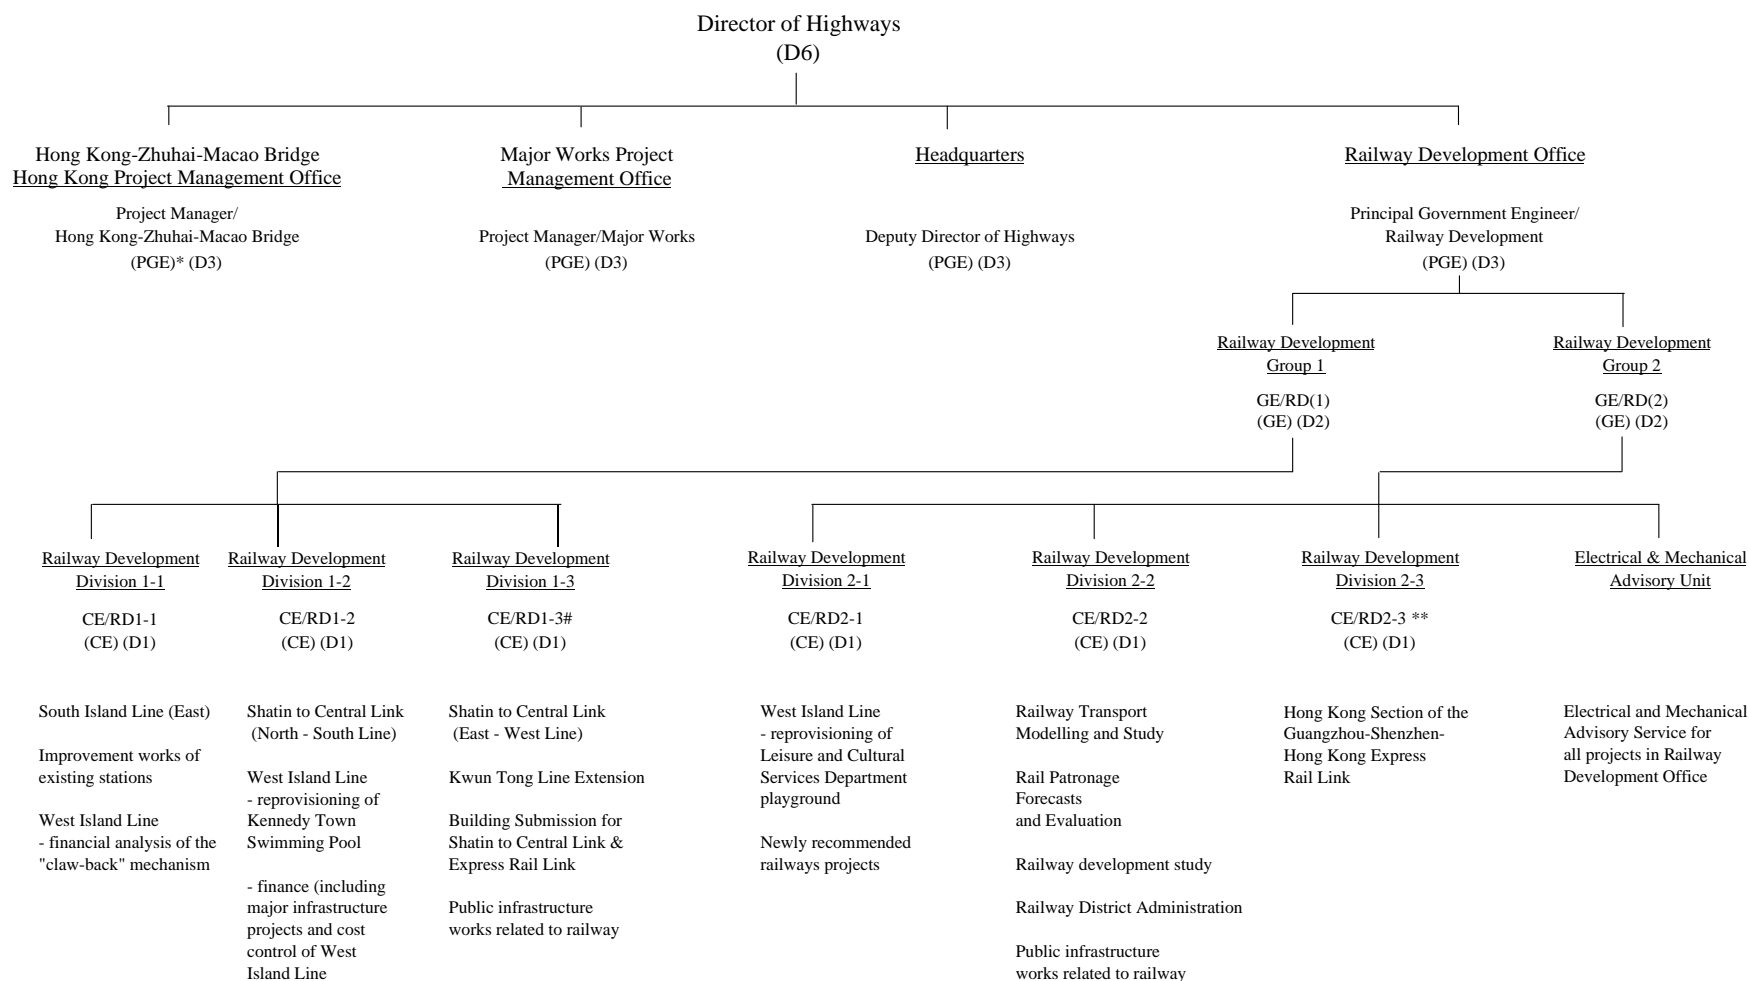 Director of Highways
(D6)
Hong Kong-Zhuhai-Macao Bridge
Hong Kong Project Management Office
Project Manager/
Hong Kong-Zhuhai-Macao Bridge
(PGE)* (D3)
Major Works Project
Management Office
Project Manager/Major Works
(PGE) (D3)
Headquarters
Deputy Director of Highways
(PGE) (D3)
Railway Development Office
Principal Government Engineer/
Railway Development
(PGE) (D3)
Railway Development
Group 1
GE/RD(1)
(GE) (D2)
Railway Development
Group 2
GE/RD(2)
(GE) (D2)
Railway Development
Division 1-1
CE/RD1-1
(CE) (D1)
South Island Line (East)
Improvement works of
existing stations
West Island Line
- financial analysis of the
"claw-back" mechanism
Railway Development
Division 1-2
CE/RD1-2
(CE) (D1)
Shatin to Central Link
(North - South Line)
West Island Line
- reprovisioning of
Kennedy Town
Swimming Pool
- finance (including
major infrastructure
projects and cost
control of West
Island Line
Railway Development
Division 1-3
CE/RD1-3#
(CE) (D1)
Shatin to Central Link
(East - West Line)
Kwun Tong Line Extension
Building Submission for
Shatin to Central Link &
Express Rail Link
Public infrastructure
works related to railway
Railway Development
Division 2-1
CE/RD2-1
(CE) (D1)
West Island Line
- reprovisioning of
Leisure and Cultural
Services Department
playground
Newly recommended
railways projects
Railway Development
Division 2-2
CE/RD2-2
(CE) (D1)
Railway Transport
Modelling and Study
Rail Patronage
Forecasts
and Evaluation
Railway development study
Railway District Administration
Public infrastructure
works related to railway
Railway Development
Division 2-3
CE/RD2-3 **
(CE) (D1)
Hong Kong Section of the
Guangzhou-Shenzhen-
Hong Kong Express
Rail Link
Electrical & Mechanical
Advisory Unit
Electrical and Mechanical
Advisory Service for
all projects in Railway
Development Office